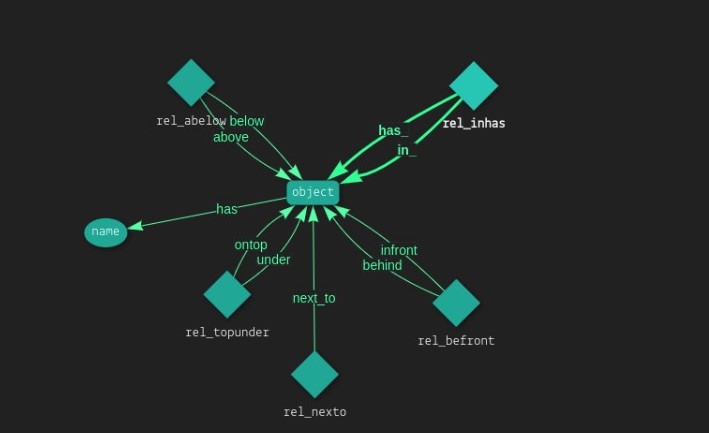 rel_abelow
below
above
has_
rel_inhas
in_
object
has
name
ontop
under
infront
behind
next_to
rel_topunder
rel_befront
rel_nexto